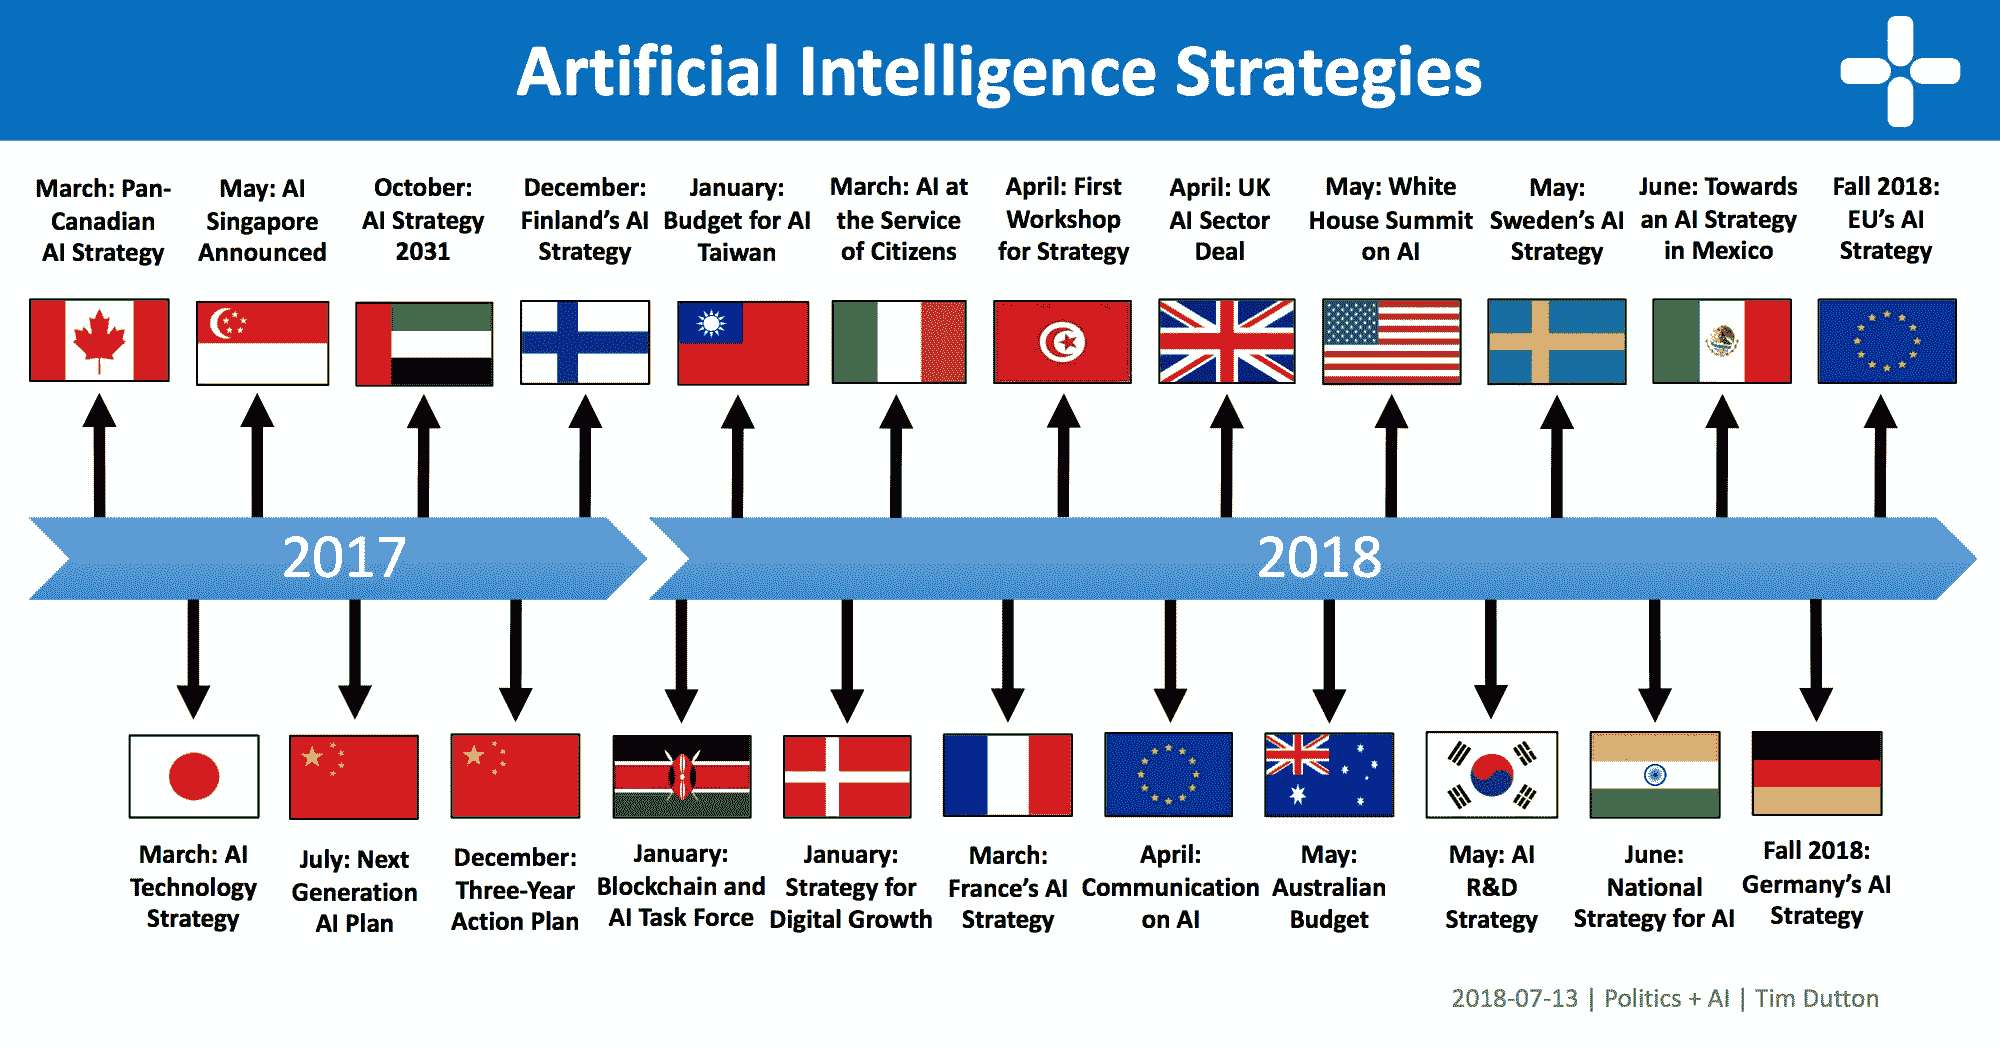 Artificial Intelligence Strategies
March: Pan-
Canadian
AI Strategy
May: AI
Singapore
Announced
October:
AI Strategy
2031
December:
Finland's AI
Strategy
January:
Budget for AI
Taiwan
March: AI at
the Service
of Citizens
April: First
Workshop
for Strategy
April: UK
AI Sector
Deal
May: White
House Summit
on AI
May:
Sweden's AI
Strategy
June: Towards
an AI Strategy
in Mexico
Fall 2018:
EU's AI
Strategy
2017
2018
March: AI
Technology
Strategy
July: Next
Generation
AI Plan
December:
Three-Year
Action Plan
January:
Blockchain and
AI Task Force
January:
Strategy for
Digital Growth
March:
France's AI
Strategy
April:
Communication
on AI
May:
Australian
Budget
May: AI
R&D
Strategy
June:
National
Strategy for AI
Fall 2018:
Germany's AI
Strategy
2018-07-13 | Politics + AI | Tim Dutton